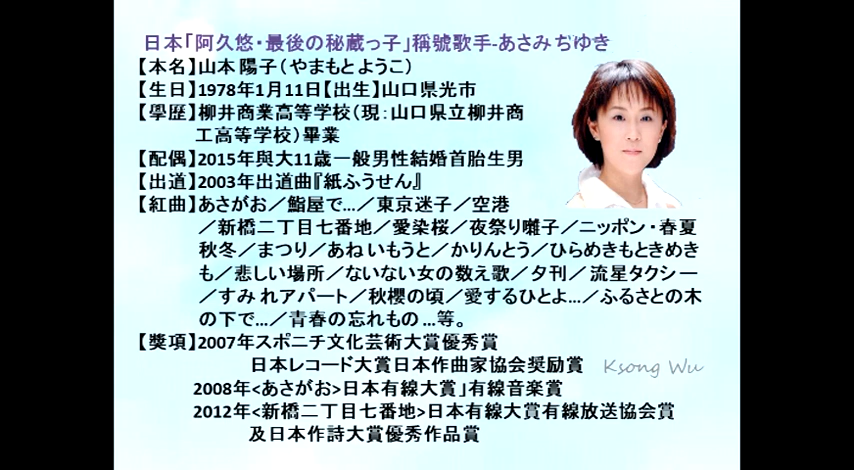 日本「阿久悠・最後の秘蔵っ子」稱號歌手-あさみちゆき
【本名】山本 陽子（やまもと ようこ）
【生日】1978年1月11日【出生】山口県光市
【學歷】柳井商業高等学校（現：山口県立柳井商
工高等学校）畢業
【配偶】2015年與大11歲一般男性結婚首胎生男
【出道】2003年出道曲『紙ふうせん』
【紅曲】あさがお／鮨屋で…／東京迷子／空港
／新橋二丁目七番地／愛染桜／夜祭り囃子／ニッポン・春夏
秋冬／まつり／あねいもうと／かりんとう／ひらめきもときめき
も／悲しい場所／ないない女の数え歌／夕刊／流星タクシー
／すみれアパート／秋櫻の頃／愛するひとよ…／ふるさとの木
の下で…／青春の忘れもの …等。
【獎項】2007年スポニチ文化芸術大賞優秀賞
日本レコード大賞日本作曲家協会奨励賞
Ksong Wu
2008年<あさがお>日本有線大賞」有線音楽賞
2012年<新橋二丁目七番地>日本有線大賞有線放送協会賞
及日本作詩大賞優秀作品賞